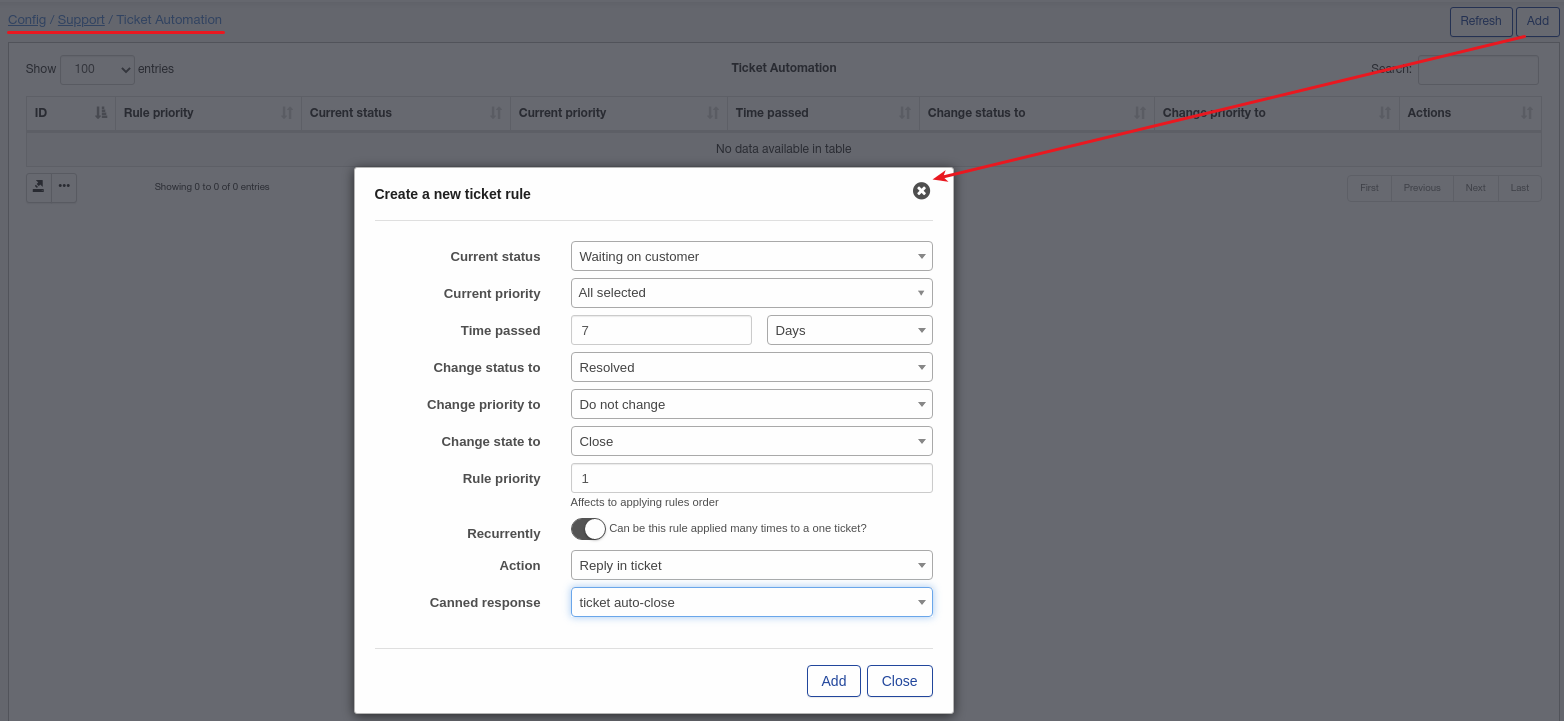 Config / Support / Ticket Automation
Refresh
Add
Show 100 entries
Ticket Automation
Search:
ID Rule priority Current status Current priority Time passed Change status to Change priority to Actions
No data available in table
Showing 0 to 0 of 0 entries
First Previous Next Last
Create a new ticket rule
Current status Waiting on customer
Current priority All selected
Time passed 7 Days
Change status to Resolved
Change priority to Do not change
Change state to Close
Rule priority 1
Affects to applying rules order
Recurrently Can be this rule applied many times to a one ticket?
Action Reply in ticket
Canned response ticket auto-close
Add Close